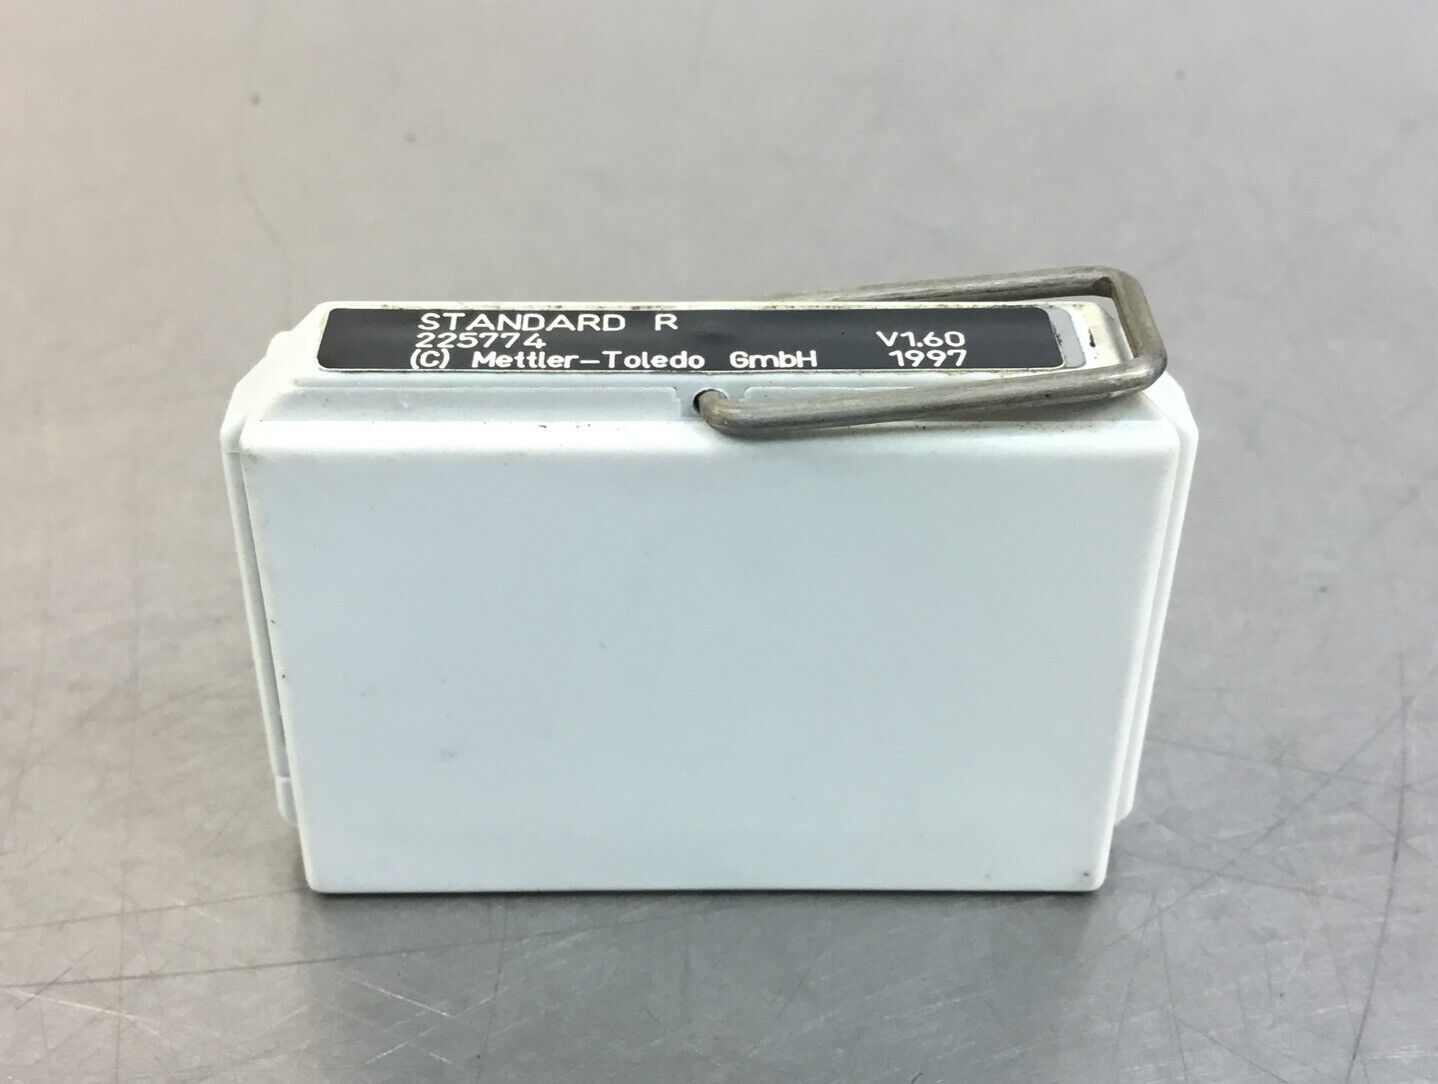 STANDARD R
225774 V1.60
(C) Mettler-Toledo GmbH 1997